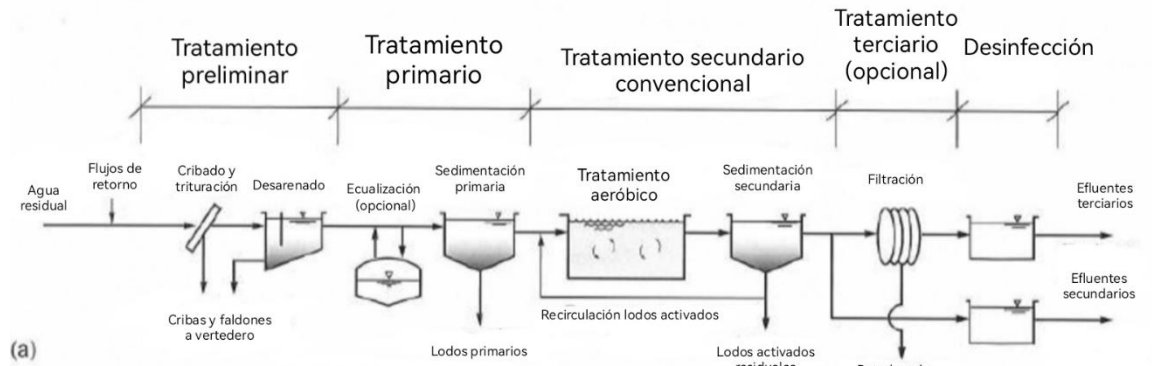 Tratamiento
preliminar
Tratamiento
primario
Tratamiento secundario
convencional
Tratamiento
terciario
(opcional)
Desinfección
Agua
residual
Flujos de
retorno
Cribado y
trituración
Desarenado
Ecualización
(opcional)
Sedimentación
primaria
Tratamiento
aeróbico
Sedimentación
secundaria
Filtración
Efluentes
terciarios
Efluentes
secundarios
Cribas y faldones
a vertedero
Recirculación lodos activados
Lodos primarios
Lodos activados
residuales
(a)